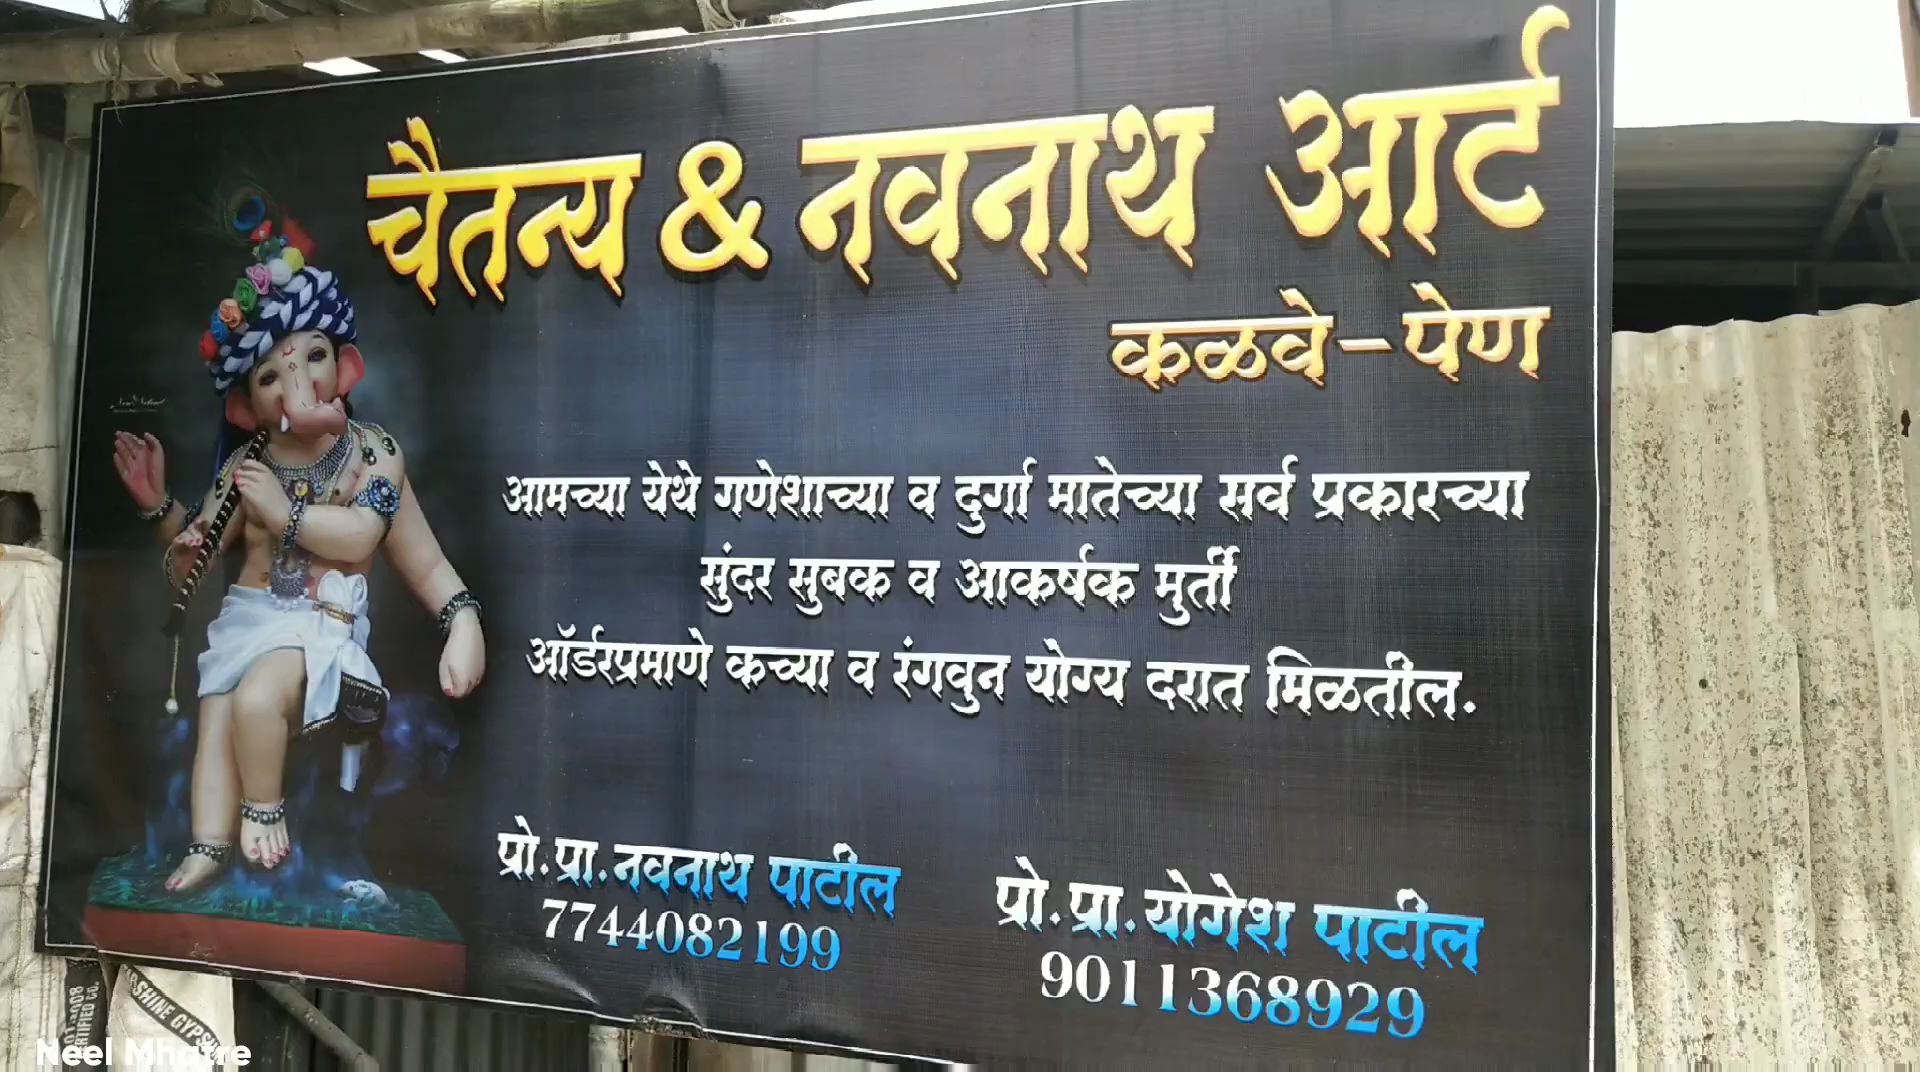 चैतन्य & नवनाथ आर्ट
कळवे-पेण
आमच्या येथे गणेशाच्या व दुर्गा मातेच्या सर्व प्रकारच्या
सुंदर सुबक व आकर्षक मुर्ती
ऑर्डरप्रमाणे कच्या व रंगवुन योग्य दरात मिळतील.
प्रो.प्रा.नवनाथ पाटील
7744082199
प्रो.प्रा.योगेश पाटील
9011368929
SHINE
Neel Mhatre